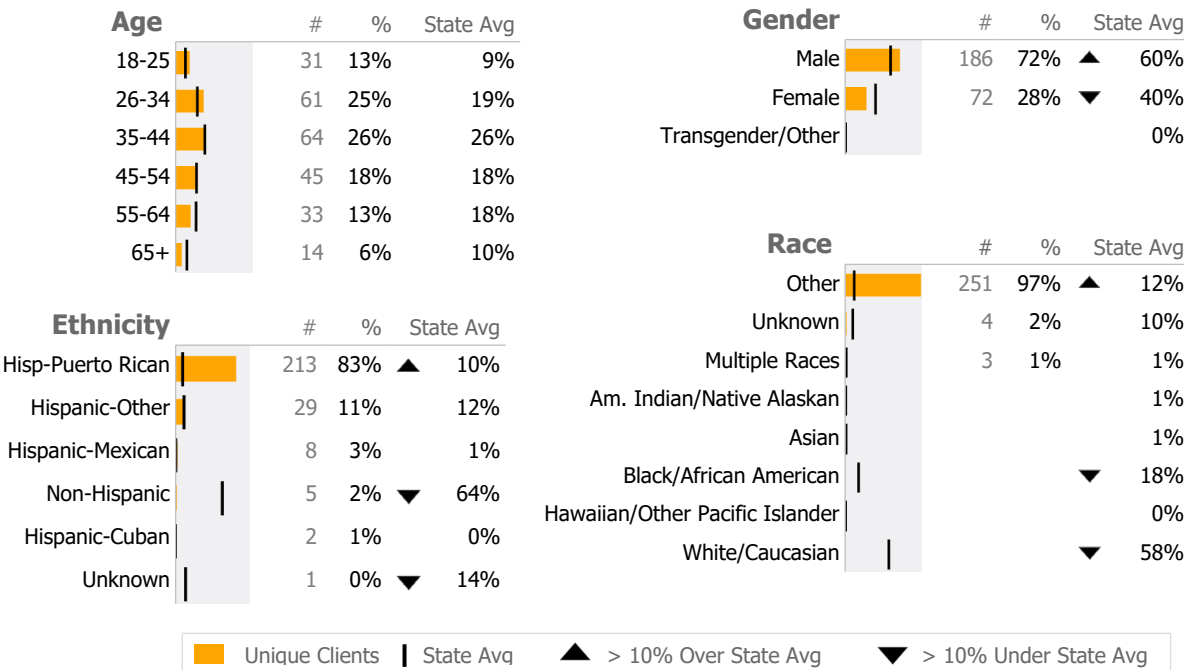 Age # % State Avg
18-25 31 13% 9%
26-34 61 25% 19%
35-44 64 26% 26%
45-54 45 18% 18%
55-64 33 13% 18%
65+ 14 6% 10%
Ethnicity # % State Avg
Hisp-Puerto Rican 213 83% ▲ 10%
Hispanic-Other 29 11% 12%
Hispanic-Mexican 8 3% 1%
Non-Hispanic 5 2% ▼ 64%
Hispanic-Cuban 2 1% 0%
Unknown 1 0% ▼ 14%
Gender # % State Avg
Male 186 72% ▲ 60%
Female 72 28% ▼ 40%
Transgender/Other 0%
Race # % State Avg
Other 251 97% ▲ 12%
Unknown 4 2% 10%
Multiple Races 3 1% 1%
Am. Indian/Native Alaskan 1%
Asian 1%
Black/African American ▼ 18%
Hawaiian/Other Pacific Islander 0%
White/Caucasian ▼ 58%
Unique Clients State Avg ▲ > 10% Over State Avg ▼ > 10% Under State Avg